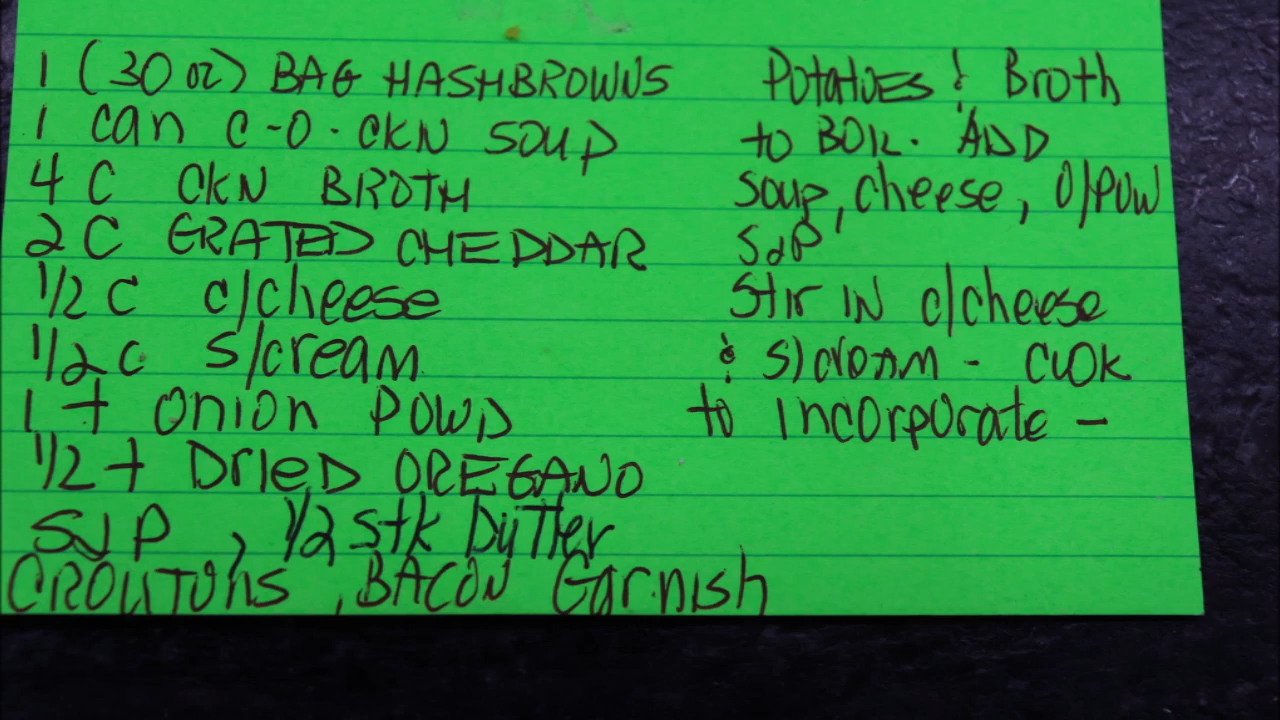 1 (30 oz) BAG HASHBROWNS
1 can C-O-CKN SOUP
4 C CKN BROTH
2 C GRATED CHEDDAR
1/2 C c/cheese
1/2 C s/cream
1 t onion POWD
1/2 t Dried OREGANO
S&P, 1/2 Stk butter
CROUTONS, BACON Garnish
Potatoes & Broth
to BOIL. ADD
Soup, cheese, O/POW
S&P
Stir IN c/cheese
& s/cream - COOK
to incorporate -